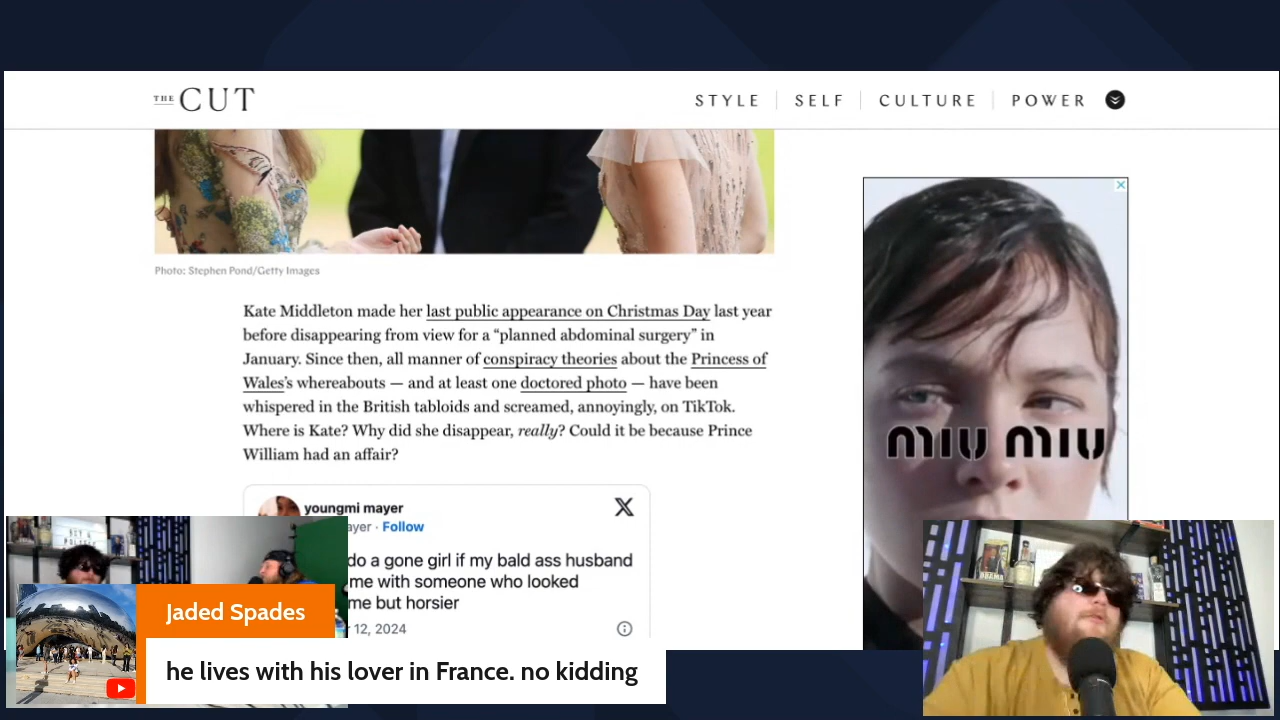 THE CUT
STYLE
SELF
CULTURE
POWER
Photo: Stephen Pond/Getty Images
Kate Middleton made her last public appearance on Christmas Day last year
before disappearing from view for a “planned abdominal surgery” in
January. Since then, all manner of conspiracy theories about the Princess of
Wales’s whereabouts — and at least one doctored photo — have been
whispered in the British tabloids and screamed, annoyingly, on TikTok.
Where is Kate? Why did she disappear, really? Could it be because Prince
William had an affair?
miu miu
youngmi mayer
ayer · Follow
do a gone girl if my bald ass husband
me with someone who looked
me but horsier
12, 2024
Jaded Spades
he lives with his lover in France. no kidding